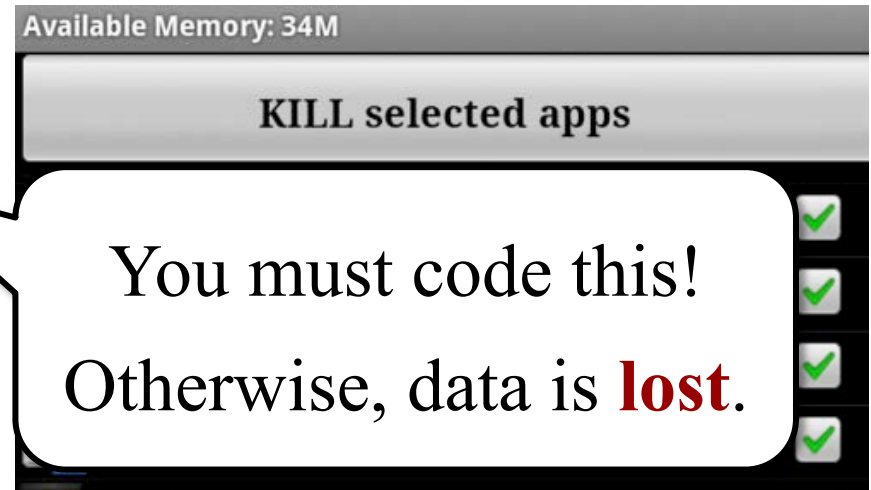 Available Memory: 34M
KILL selected apps
You must code this!
Otherwise, data is lost.